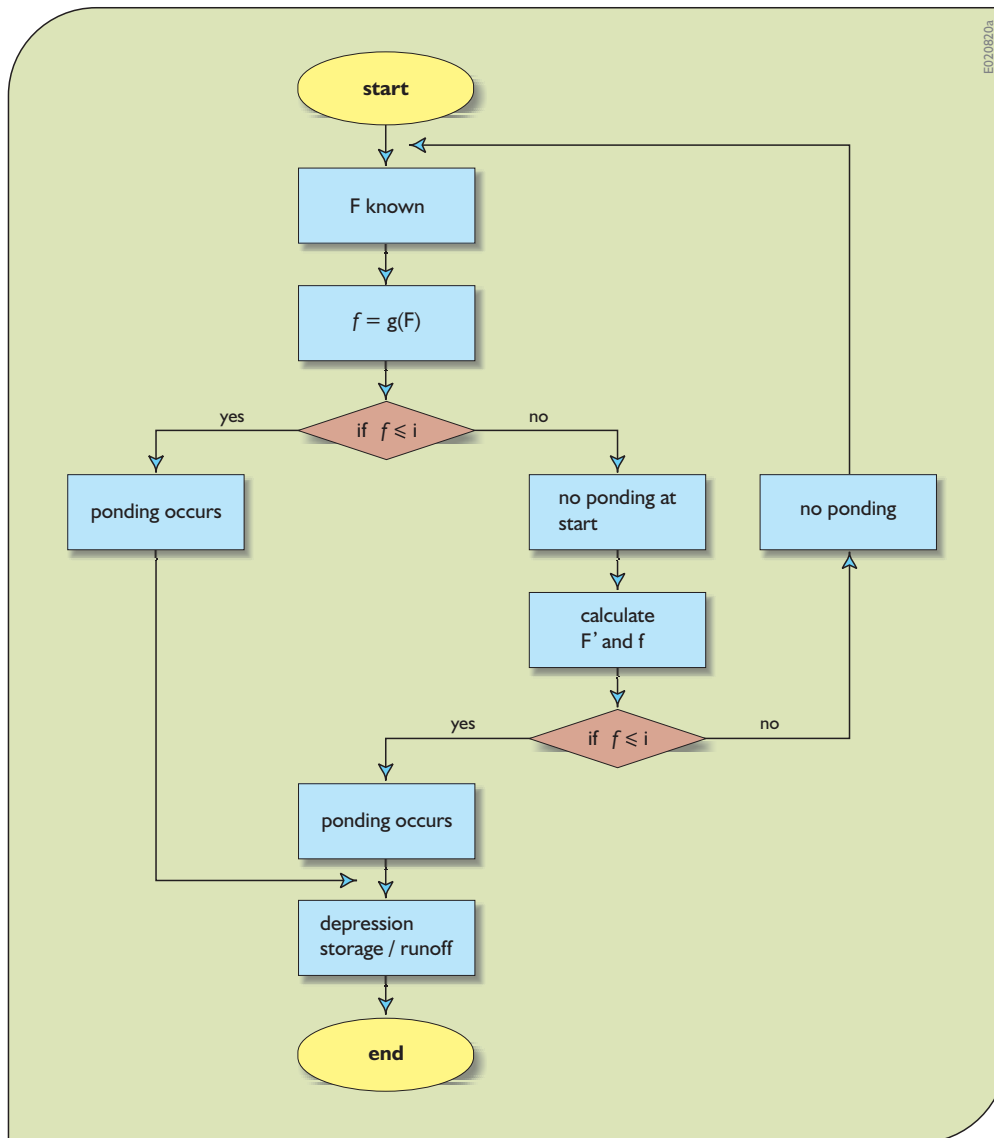 E020820a
start
F known
f = g(F)
if f ⩽ i
yes
no
ponding occurs
no ponding at
start
no ponding
calculate
F’ and f
if f ⩽ i
yes
no
ponding occurs
depression
storage / runoff
end